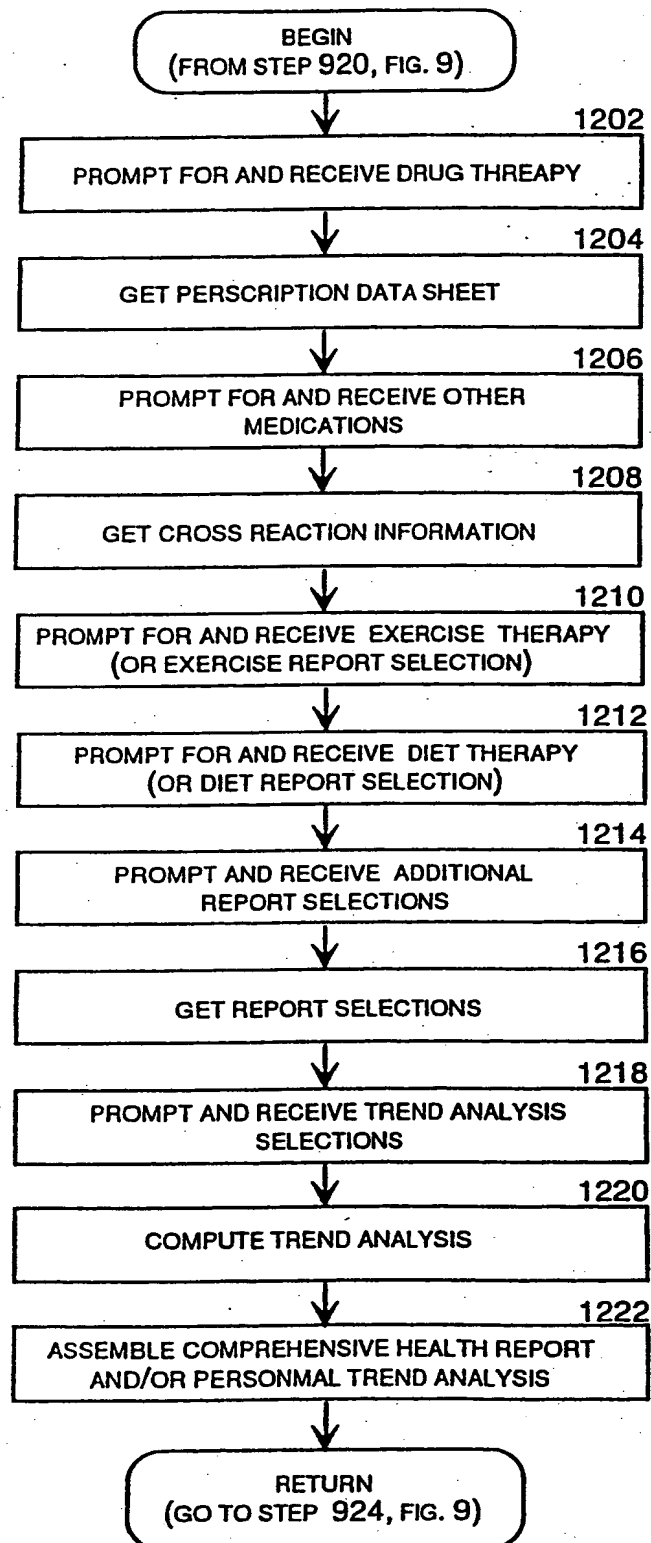 BEGIN
(FROM STEP 920, FIG. 9)
1202
PROMPT FOR AND RECEIVE DRUG THREAPY
1204
GET PERSCRIPTION DATA SHEET
1206
PROMPT FOR AND RECEIVE OTHER
MEDICATIONS
1208
GET CROSS REACTION INFORMATION
1210
PROMPT FOR AND RECEIVE EXERCISE THERAPY
(OR EXERCISE REPORT SELECTION)
1212
PROMPT FOR AND RECEIVE DIET THERAPY
(OR DIET REPORT SELECTION)
1214
PROMPT AND RECEIVE ADDITIONAL
REPORT SELECTIONS
1216
GET REPORT SELECTIONS
1218
PROMPT AND RECEIVE TREND ANALYSIS
SELECTIONS
1220
COMPUTE TREND ANALYSIS
1222
ASSEMBLE COMPREHENSIVE HEALTH REPORT
AND/OR PERSONMAL TREND ANALYSIS
RETURN
(GO TO STEP 924, FIG. 9)